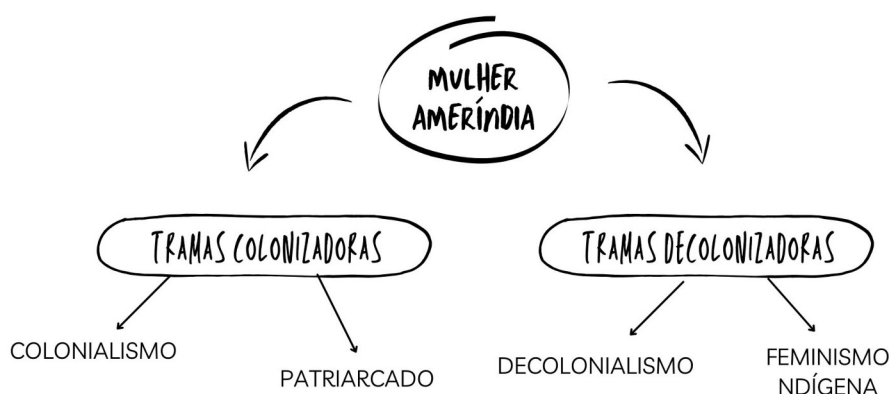 MULHER
AMERÍNDIA
TRAMAS COLONIZADORAS
TRAMAS DECOLONIZADORAS
COLONIALISMO
PATRIARCADO
DECOLONIALISMO
FEMINISMO
NDÍGENA